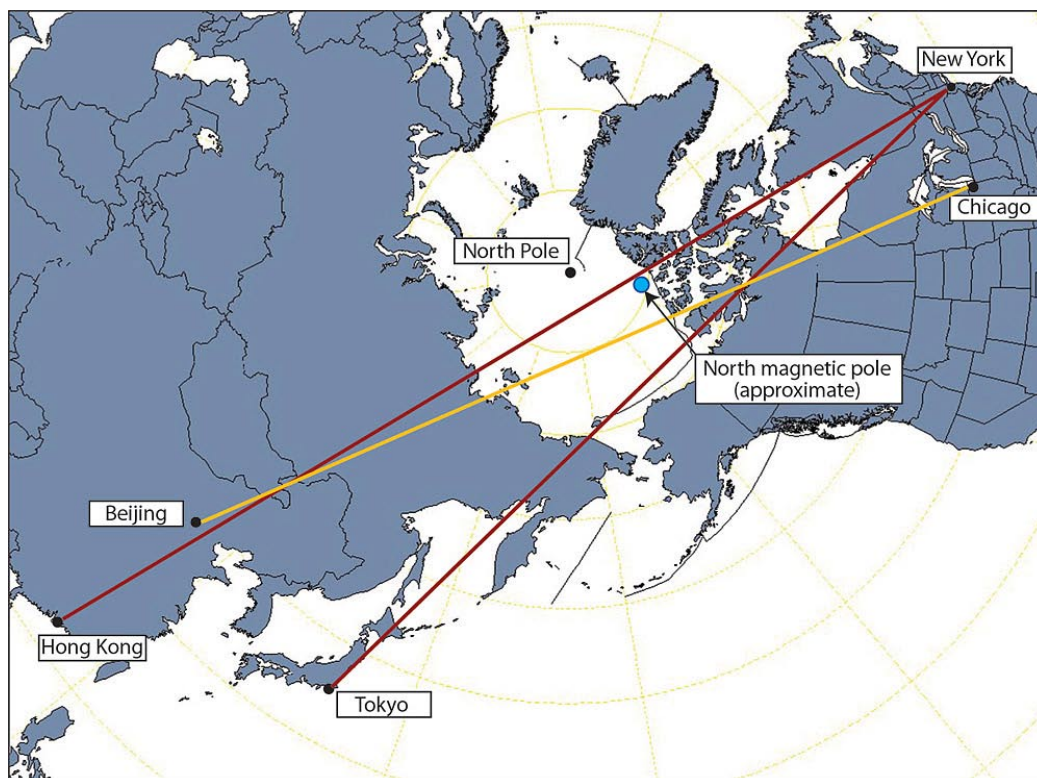 New York
Chicago
North Pole
North magnetic pole
(approximate)
Beijing
Hong Kong
Tokyo